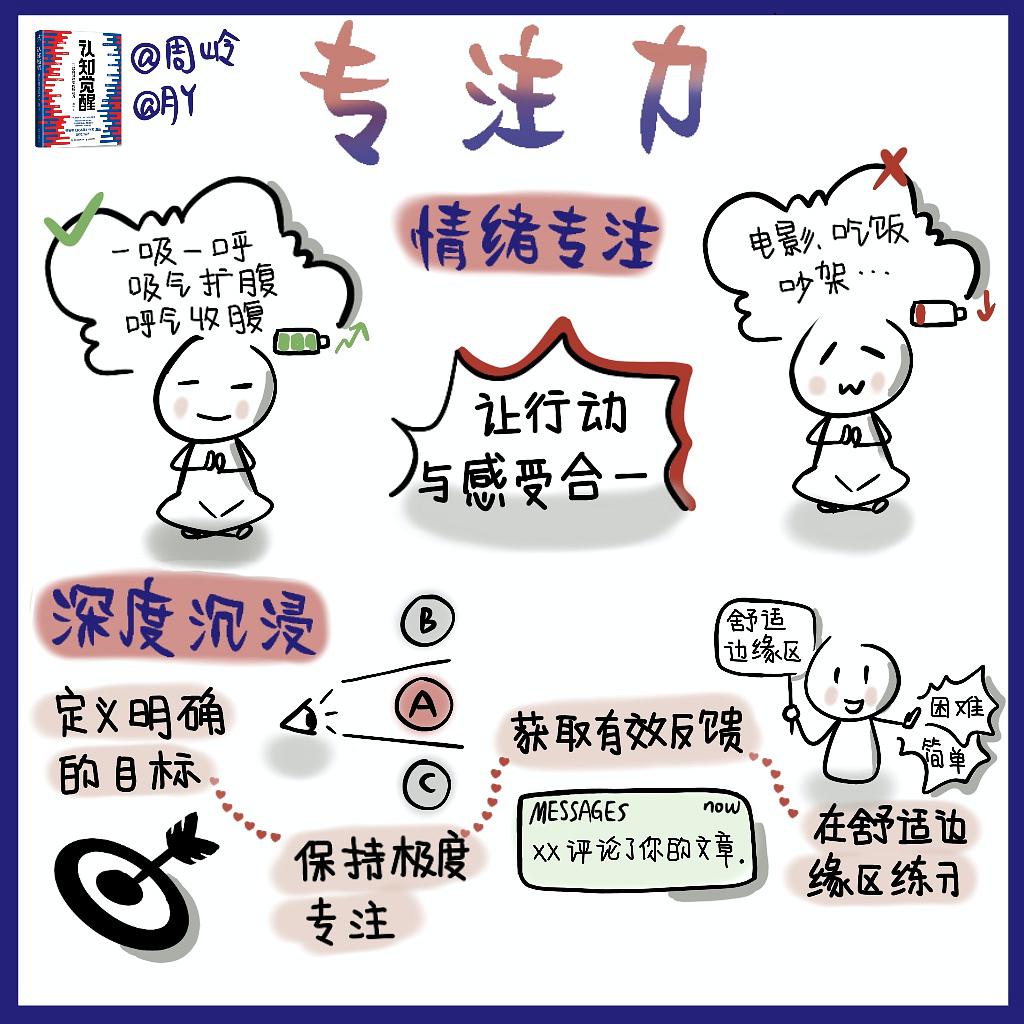 认知觉醒
@周岭
@月Y
专注力
情绪专注
一吸一呼
吸气扩腹
呼气收腹
让行动
与感受合一
电影、吃饭
吵架…
深度沉浸
定义明确
的目标
B
A
C
保持极度
专注
获取有效反馈
MESSAGES now
XX评论了你的文章.
舒适
边缘区
困难
简单
在舒适边
缘区练习